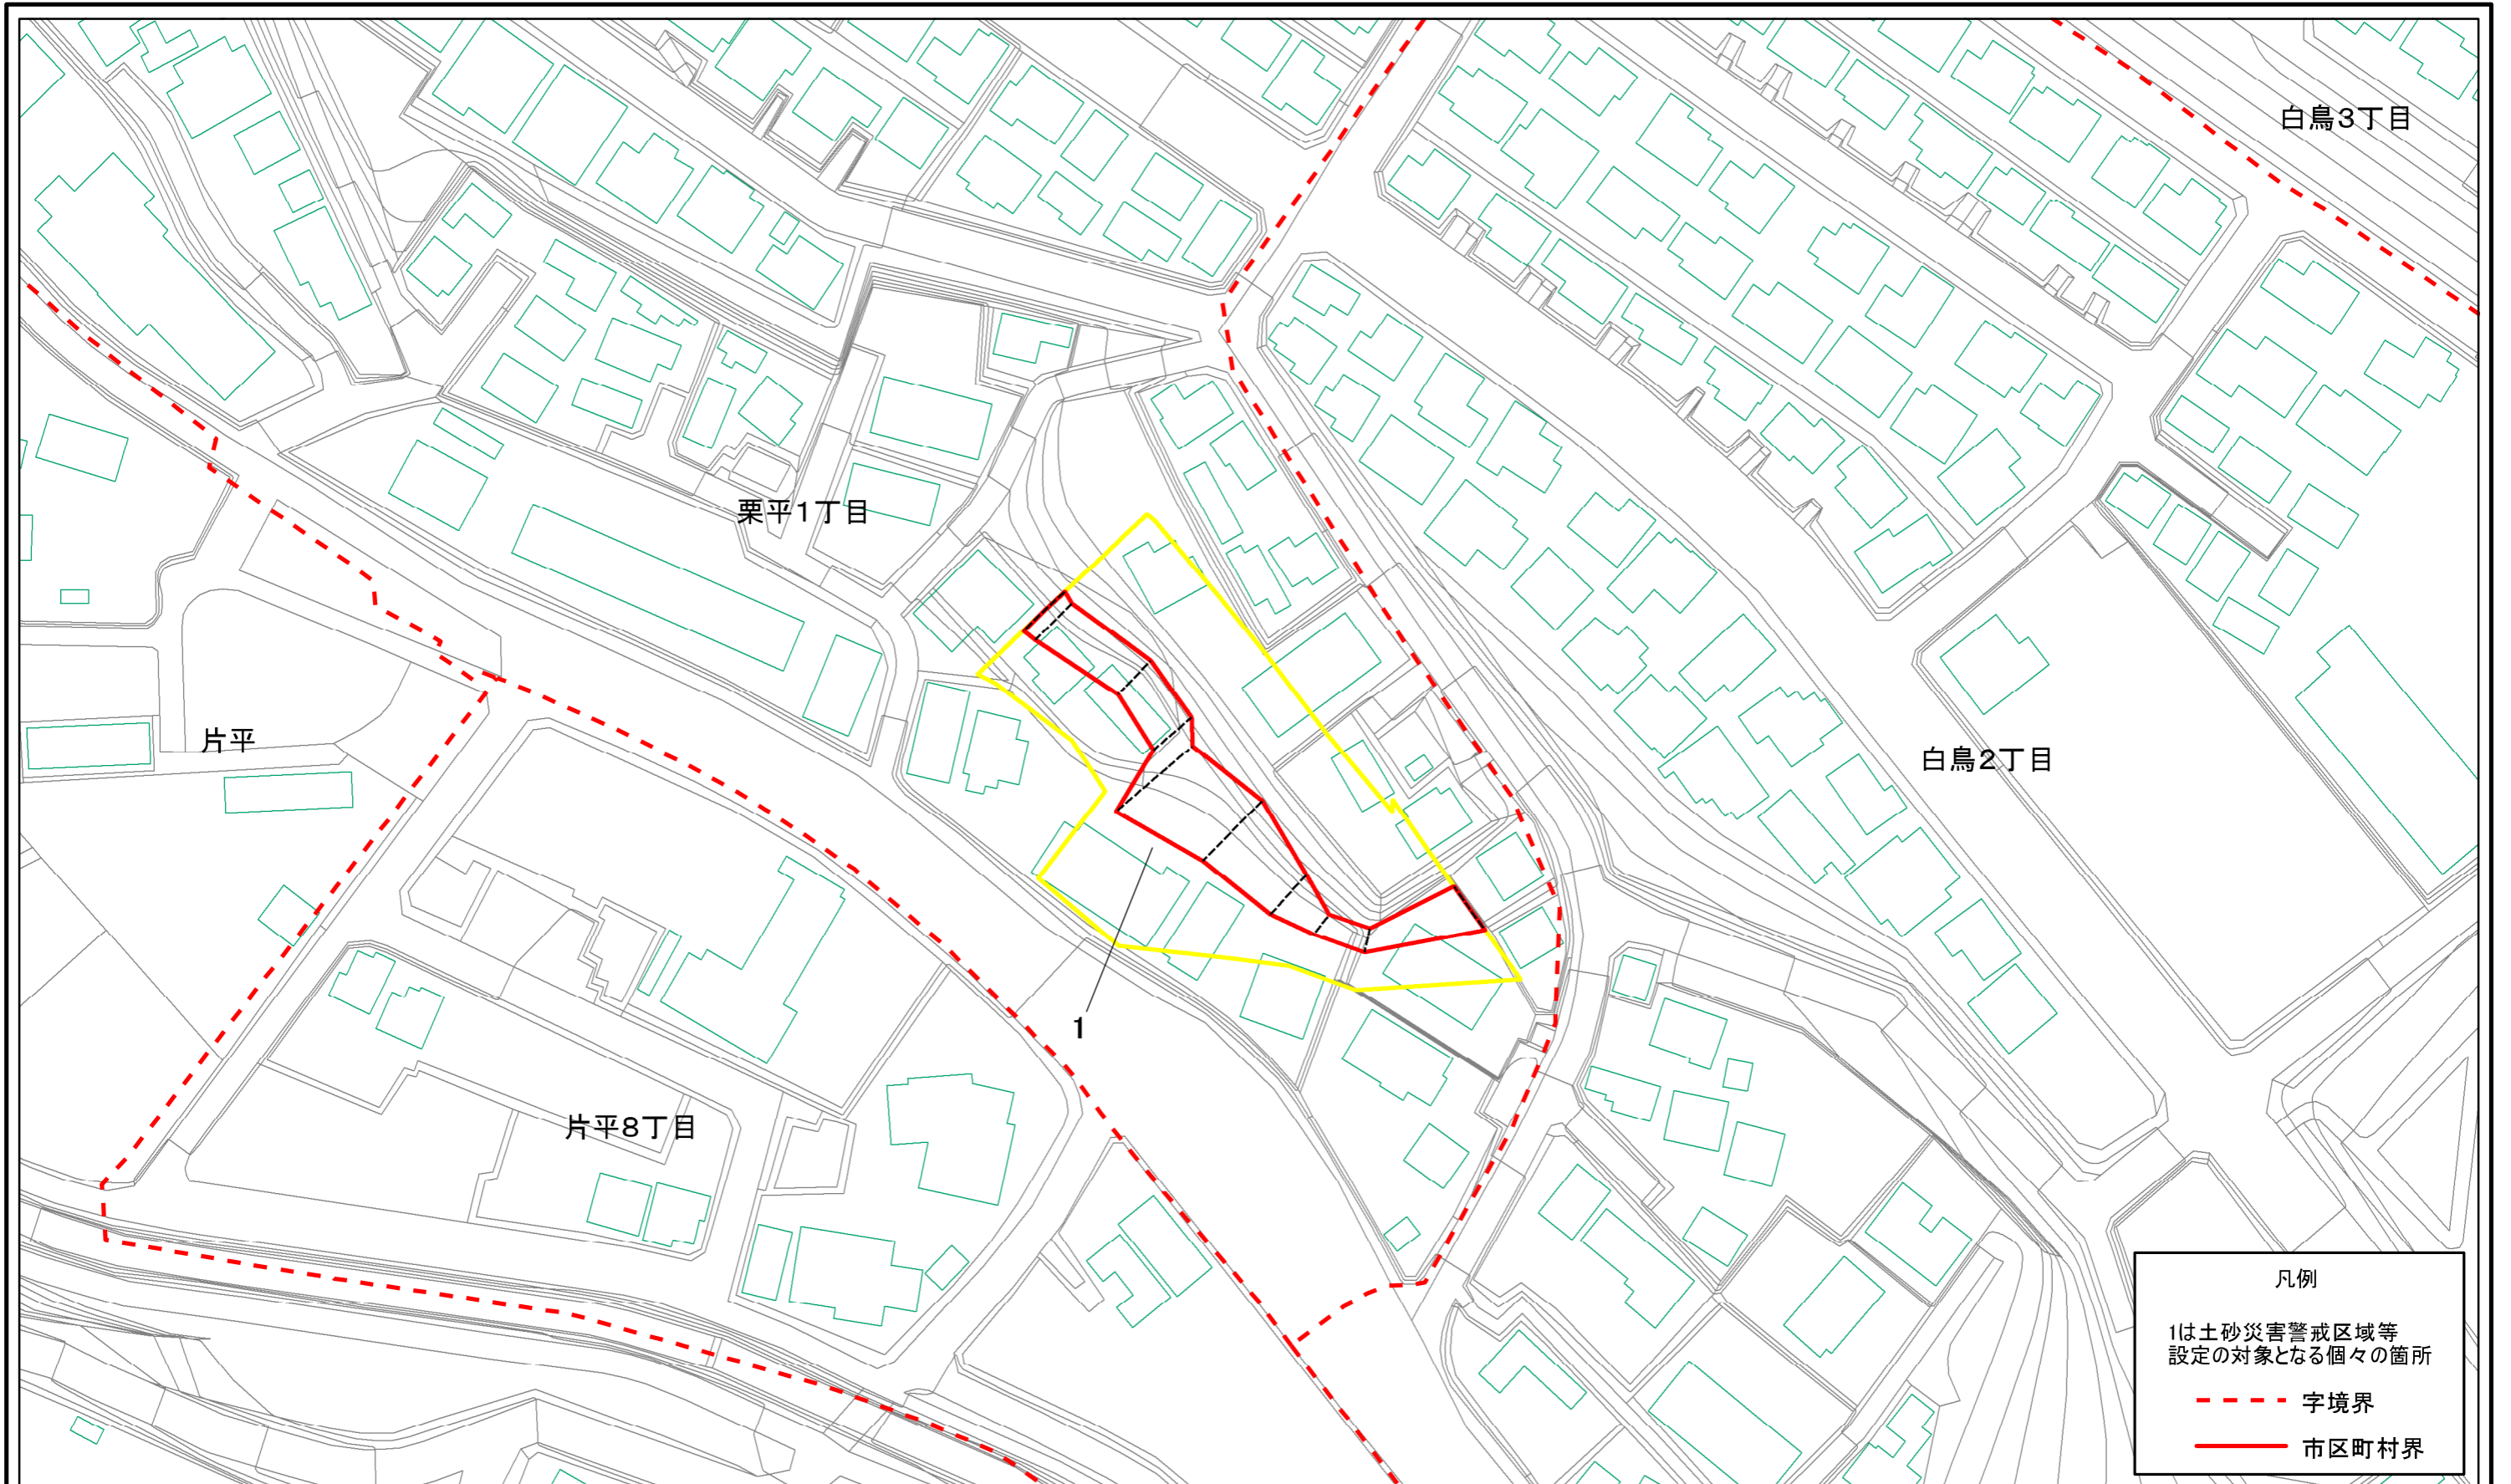 白鳥3丁目
栗平1丁目
片平
白鳥2丁目
1
片平8丁目
凡例
1は土砂災害警戒区域等
設定の対象となる個々の箇所
字境界
市区町村界